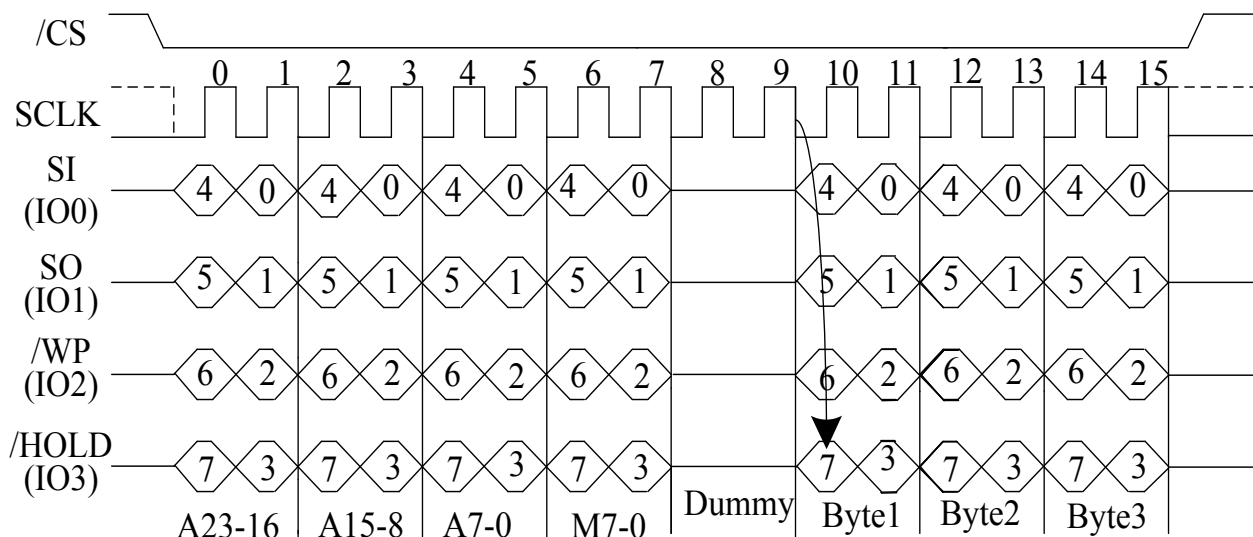 /CS
0 1 2 3 4 5 6 7 8 9 10 11 12 13 14 15
SCLK
SI
(IO0)
4 0 4 0 4 0 4 0 4 0 4 0 4 0
SO
(IO1)
5 1 5 1 5 1 5 1 5 1 5 1 5 1
/WP
(IO2)
6 2 6 2 6 2 6 2 6 2 6 2 6 2
/HOLD
(IO3)
7 3 7 3 7 3 7 3 7 3 7 3 7 3
A23-16 A15-8 A7-0 M7-0 Dummy Byte1 Byte2 Byte3